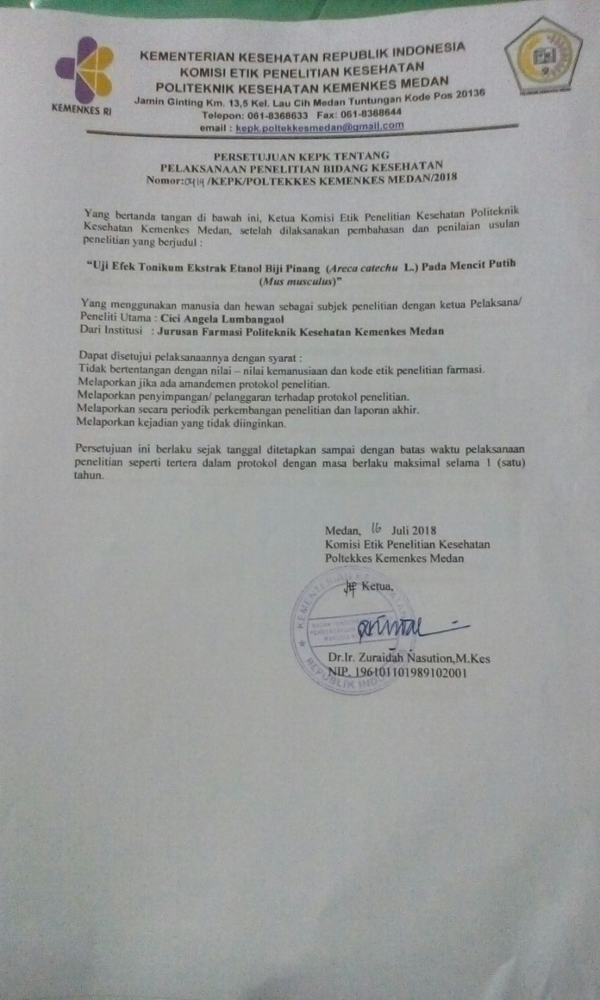 KEMENTERIAN KESEHATAN REPUBLIK INDONESIA
KOMISI ETIK PENELITIAN KESEHATAN
POLITEKNIK KESEHATAN KEMENKES MEDAN
Jamin Ginting Km. 13,5 Kel. Lau Cih Medan Tuntungan Kode Pos 20136
Telepon: 061-8368633 Fax: 061-8368644
email : kepk.poltekkesmedan@gmail.com
KEMENKES RI
PERSETUJUAN KEPK TENTANG
PELAKSANAAN PENELITIAN BIDANG KESEHATAN
Nomor: /KEPK/POLTEKKES KEMENKES MEDAN/2018
Yang bertanda tangan di bawah ini, Ketua Komisi Etik Penelitian Kesehatan Politeknik
Kesehatan Kemenkes Medan, setelah dilaksanakan pembahasan dan penilaian usulan
penelitian yang berjudul :
“Uji Efek Tonikum Ekstrak Etanol Biji Pinang (Areca catechu L.) Pada Mencit Putih
(Mus musculus)”
Yang menggunakan manusia dan hewan sebagai subjek penelitian dengan ketua Pelaksana/
Peneliti Utama : Cici Angela Lumbangaol
Dari Institusi : Jurusan Farmasi Politeknik Kesehatan Kemenkes Medan
Dapat disetujui pelaksanaannya dengan syarat :
Tidak bertentangan dengan nilai – nilai kemanusiaan dan kode etik penelitian farmasi.
Melaporkan jika ada amandemen protokol penelitian.
Melaporkan penyimpangan/ pelanggaran terhadap protokol penelitian.
Melaporkan secara periodik perkembangan penelitian dan laporan akhir.
Melaporkan kejadian yang tidak diinginkan.
Persetujuan ini berlaku sejak tanggal ditetapkan sampai dengan batas waktu pelaksanaan
penelitian seperti tertera dalam protokol dengan masa berlaku maksimal selama 1 (satu)
tahun.
Medan, 16 Juli 2018
Komisi Etik Penelitian Kesehatan
Poltekkes Kemenkes Medan
Ketua,
KEMENTERIAN KESEHATAN
REPUBLIK INDONESIA
Dr.Ir. Zuraidah Nasution,M.Kes
NIP. 196101101989102001